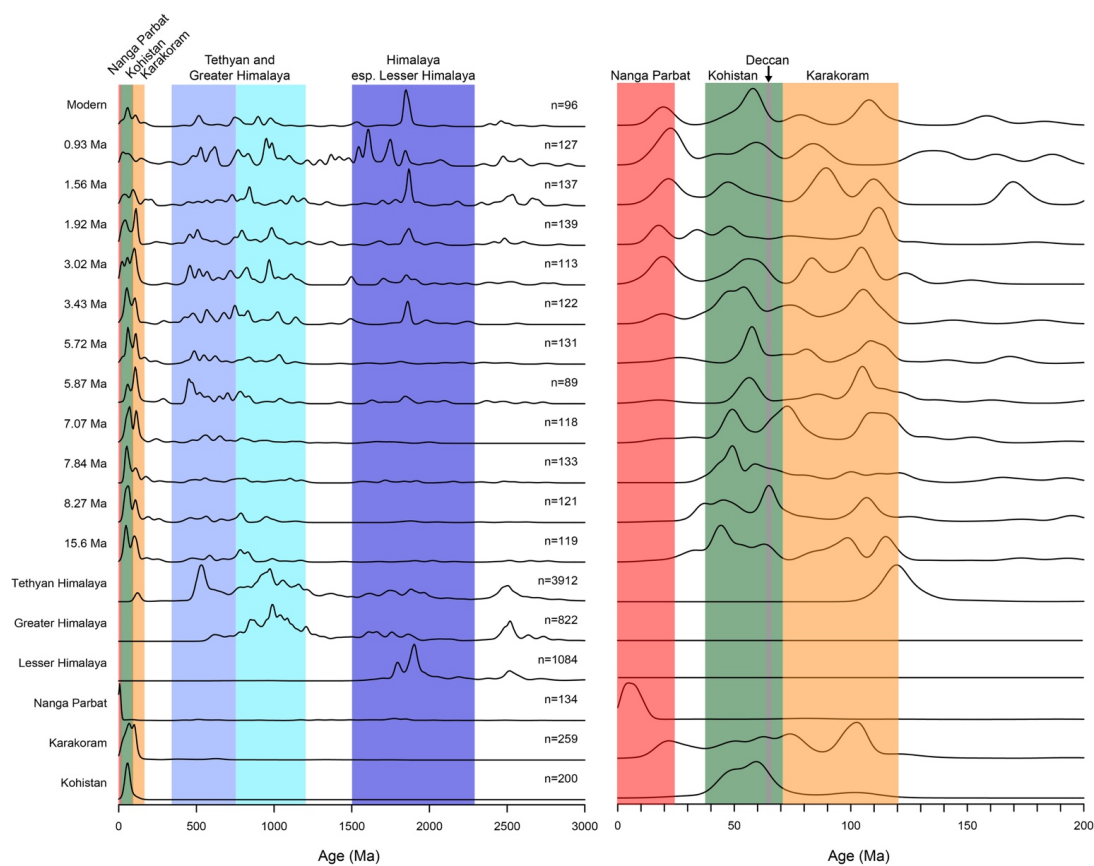 Nanga Parbat
Kohistan
Karakoram
Tethyan and
Greater Himalaya
Himalaya
esp. Lesser Himalaya
Nanga Parbat
Kohistan
Deccan
Karakoram
Modern
n=96
0.93 Ma
n=127
1.56 Ma
n=137
1.92 Ma
n=139
3.02 Ma
n=113
3.43 Ma
n=122
5.72 Ma
n=131
5.87 Ma
n=89
7.07 Ma
n=118
7.84 Ma
n=133
8.27 Ma
n=121
15.6 Ma
n=119
Tethyan Himalaya
n=3912
Greater Himalaya
n=822
Lesser Himalaya
n=1084
Nanga Parbat
n=134
Karakoram
n=259
Kohistan
n=200
0 500 1000 1500 2000 2500 3000
Age (Ma)
0 50 100 150 200
Age (Ma)